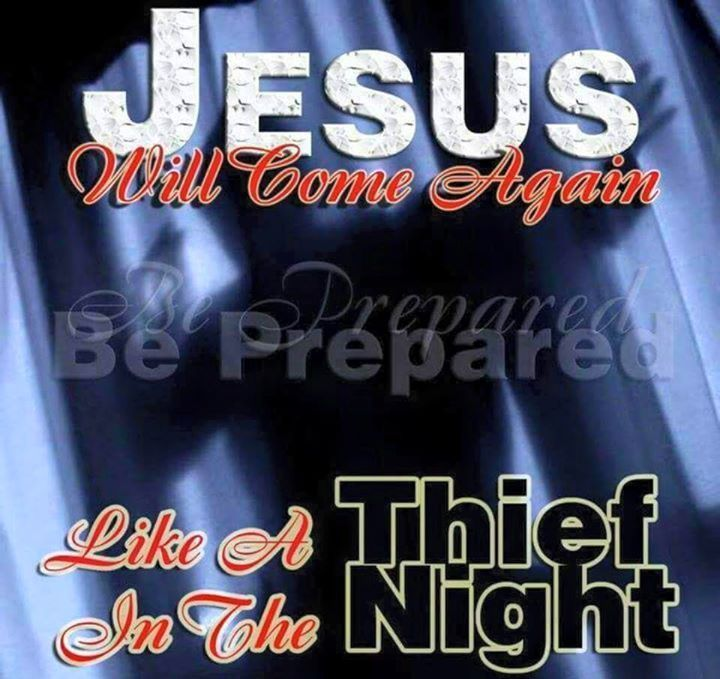 JESUS
Will Come Again
Be Prepared
Be Prepared
Like A Thief
In The Night